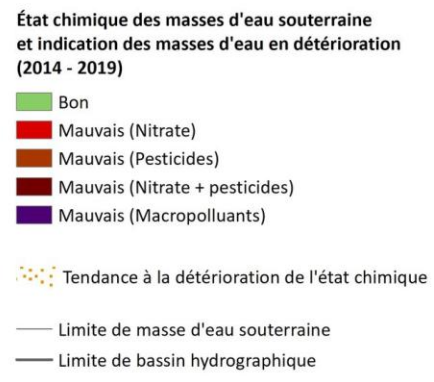 État chimique des masses d'eau souterraine
et indication des masses d'eau en détérioration
(2014 - 2019)
Bon
Mauvais (Nitrate)
Mauvais (Pesticides)
Mauvais (Nitrate + pesticides)
Mauvais (Macropolluants)
Tendance à la détérioration de l'état chimique
Limite de masse d'eau souterraine
Limite de bassin hydrographique